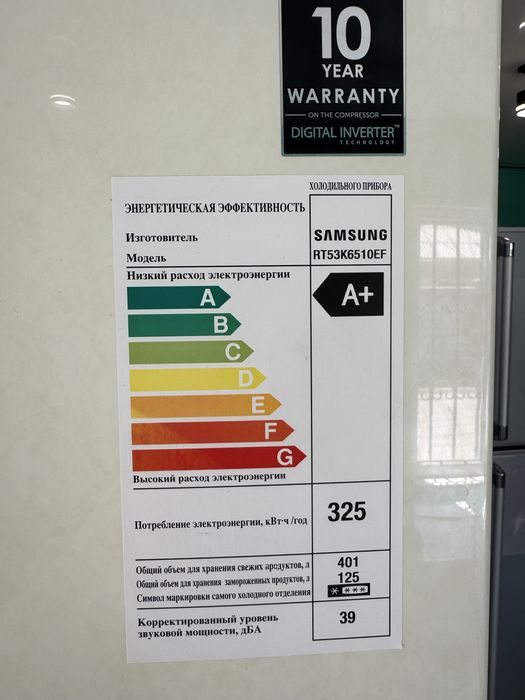 10
YEAR
WARRANTY
ON THE COMPRESSOR
DIGITAL INVERTER™
TECHNOLOGY
ХОЛОДИЛЬНОГО ПРИБОРА
ЭНЕРГЕТИЧЕСКАЯ ЭФФЕКТИВНОСТЬ
Изготовитель SAMSUNG
Модель RT53K6510EF
Низкий расход электроэнергии
A A+
B
C
D
E
F
G
Высокий расход электроэнергии
Потребление электроэнергии, кВт·ч /год 325
Общий объем для хранения свежих продуктов, л 401
Общий объем для хранения замороженных продуктов, л 125
Символ маркировки самого холодного отделения * ***
Корректированный уровень
звуковой мощности, дБА 39